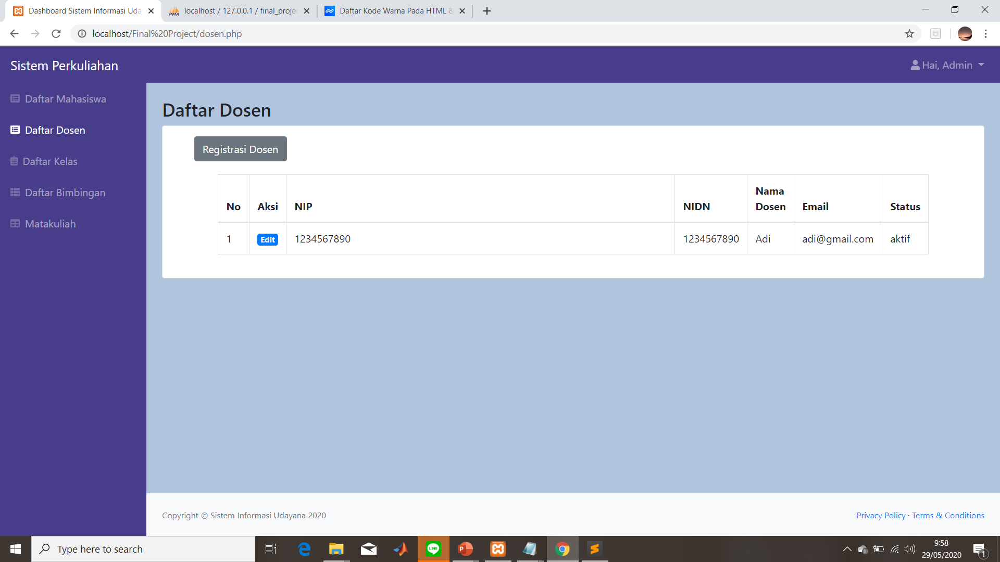 Dashboard Sistem Informasi Uda
localhost / 127.0.0.1 / final_projec
Daftar Kode Warna Pada HTML &
localhost/Final%20Project/dosen.php
Sistem Perkuliahan
Hai, Admin
Daftar Mahasiswa
Daftar Dosen
Daftar Kelas
Daftar Bimbingan
Matakuliah
Daftar Dosen
Registrasi Dosen
No Aksi NIP NIDN Nama Dosen Email Status
1 Edit 1234567890 1234567890 Adi adi@gmail.com aktif
Copyright © Sistem Informasi Udayana 2020
Privacy Policy · Terms & Conditions
Type here to search
LINE
9:58
29/05/2020
1